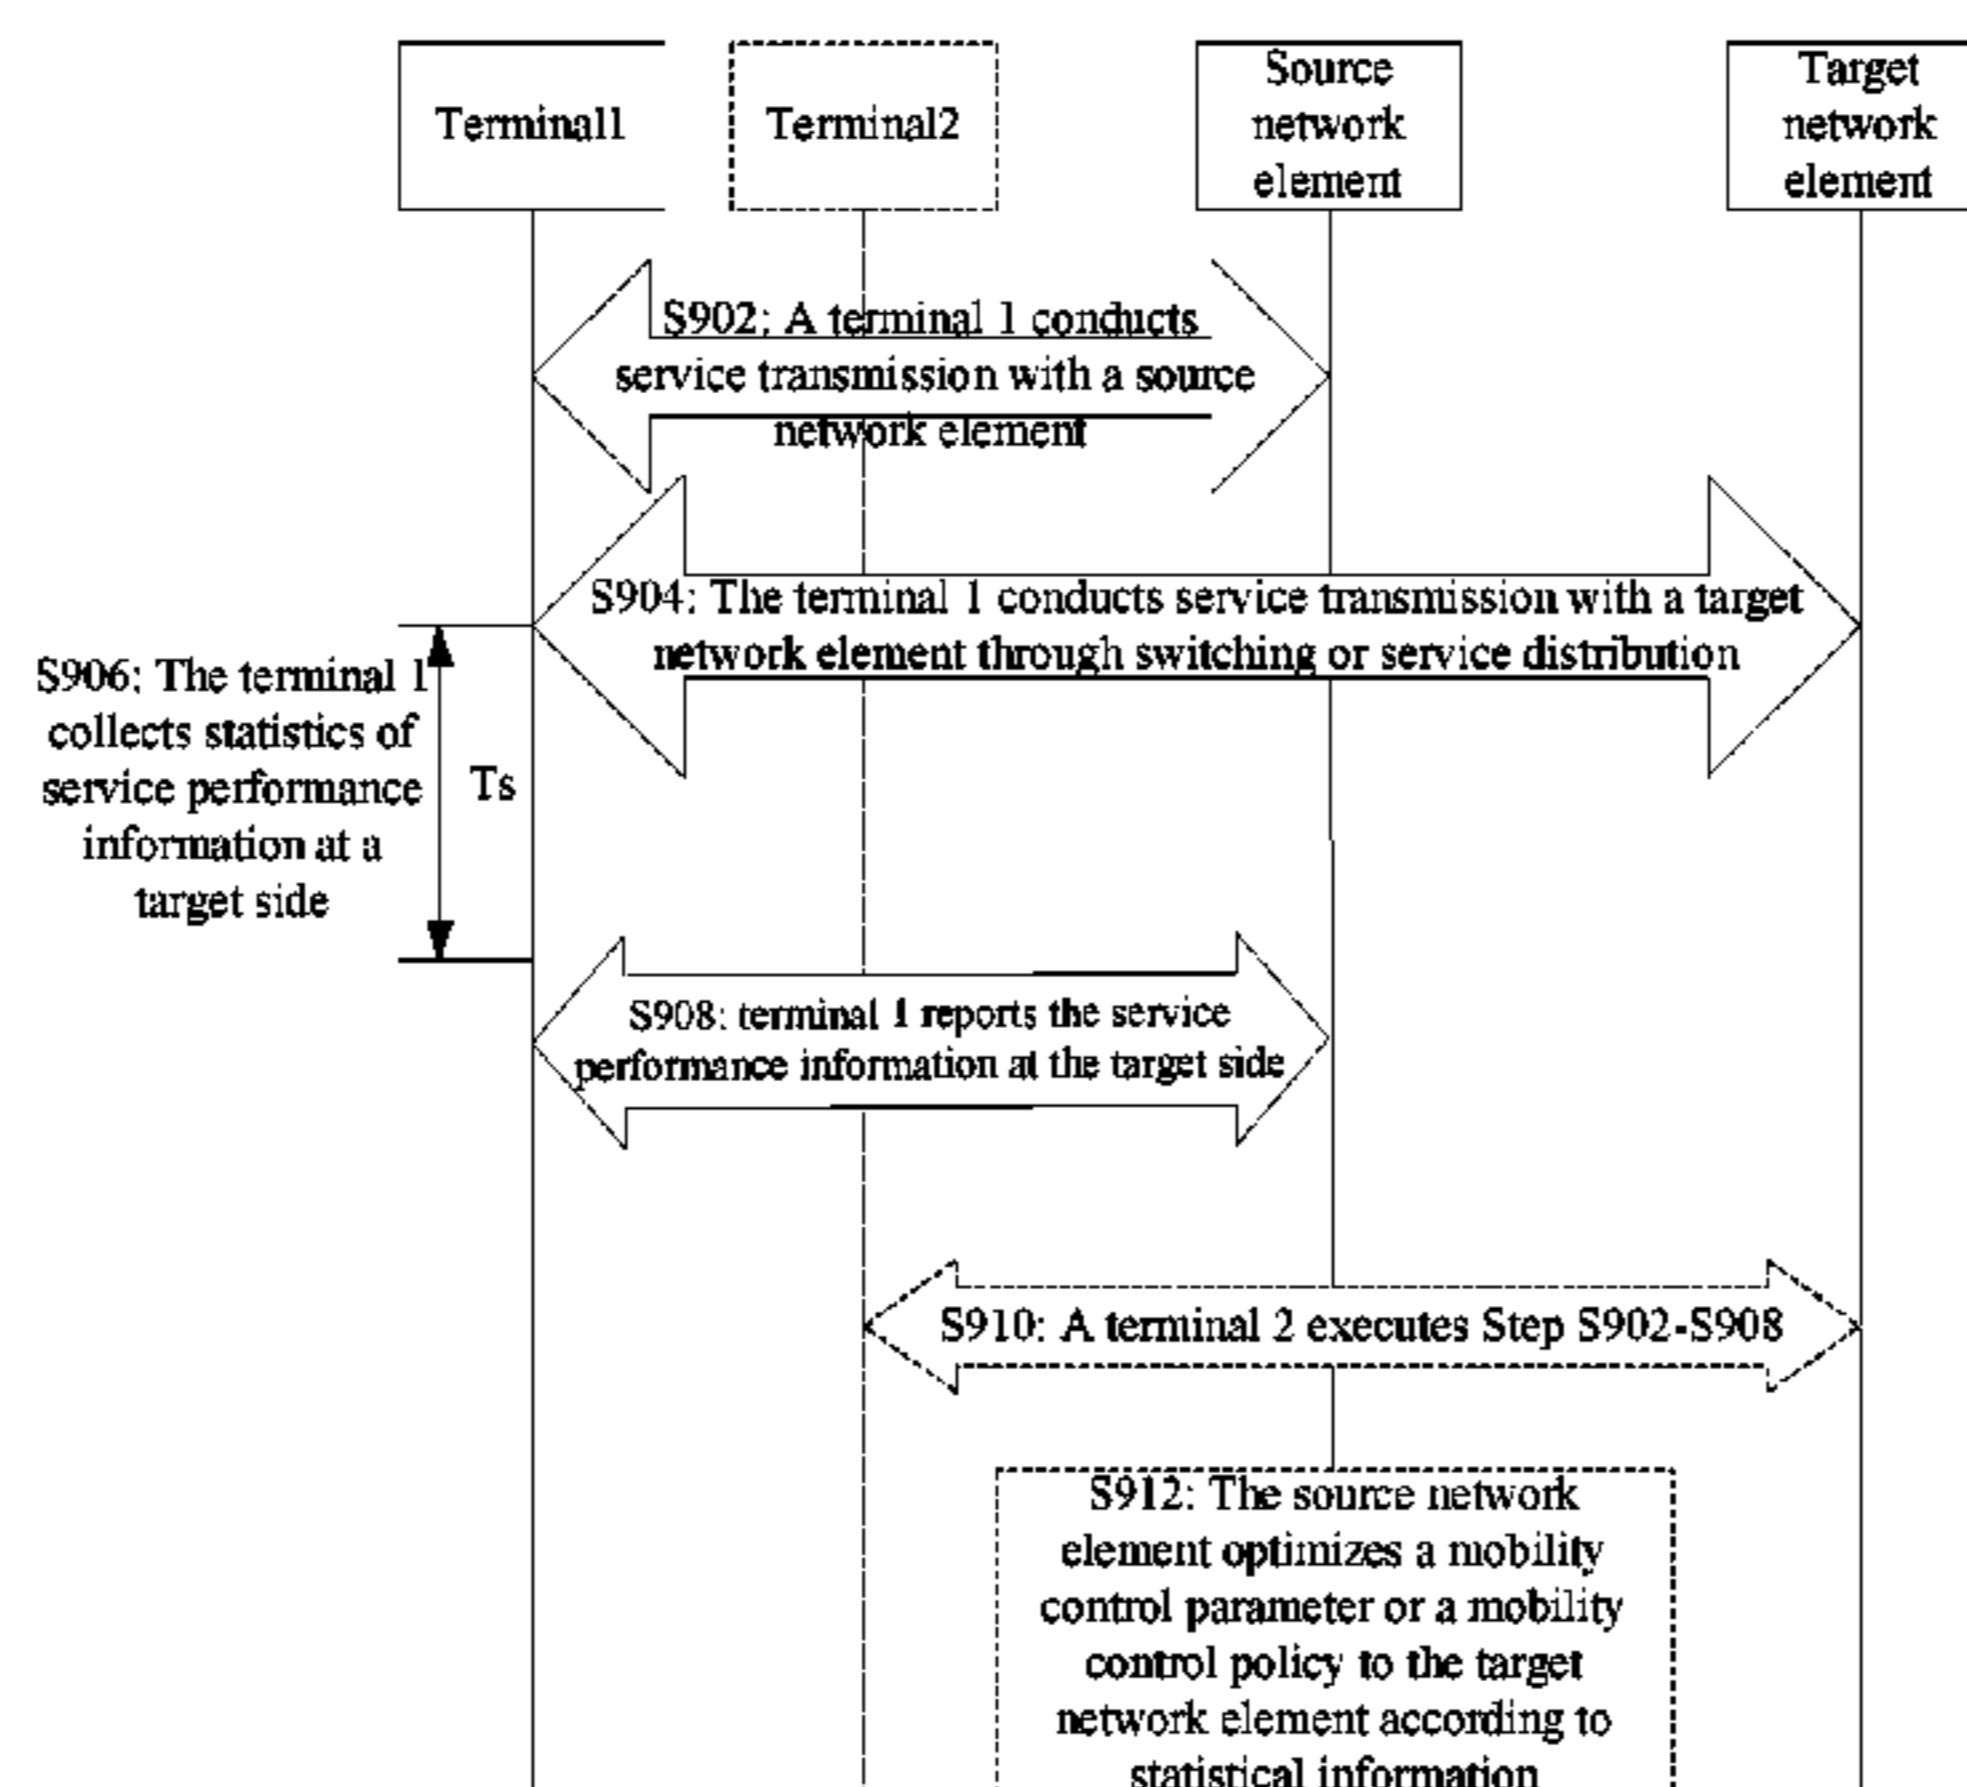 Terminal1
Terminal2
Source
network
element
Target
network
element
S902: A terminal 1 conducts
service transmission with a source
network element
S904: The terminal 1 conducts service transmission with a target
network element through switching or service distribution
S906: The terminal 1
collects statistics of
service performance
information at a
target side
Ts
S908: terminal 1 reports the service
performance information at the target side
S910: A terminal 2 executes Step S902-S908
S912: The source network
element optimizes a mobility
control parameter or a mobility
control policy to the target
network element according to
statistical information